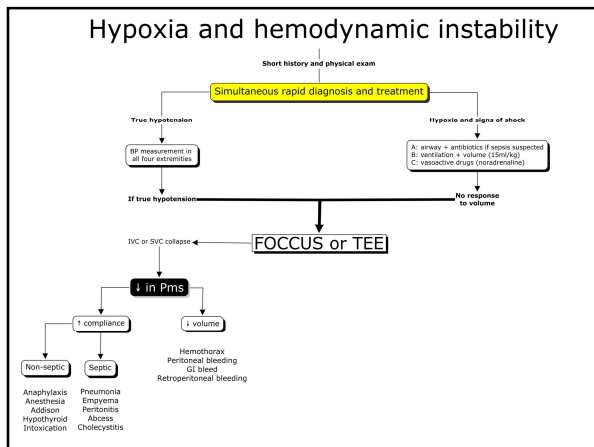 Hypoxia and hemodynamic instability
Short history and physical exam
Simultaneous rapid diagnosis and treatment
True hypotension
Hypoxia and signs of shock
BP measurement in
all four extremities
A: airway + antibiotics if sepsis suspected
B: ventilation + volume (15ml/kg)
C: vasoactive drugs (noradrenaline)
If true hypotension
No response
to volume
FOCCUS or TEE
IVC or SVC collapse
↓ in Pms
↑ compliance
↓ volume
Hemothorax
Peritoneal bleeding
GI bleed
Retroperitoneal bleeding
Non-septic
Septic
Anaphylaxis
Anesthesia
Addison
Hypothyroid
Intoxication
Pneumonia
Empyema
Peritonitis
Abcess
Cholecystitis